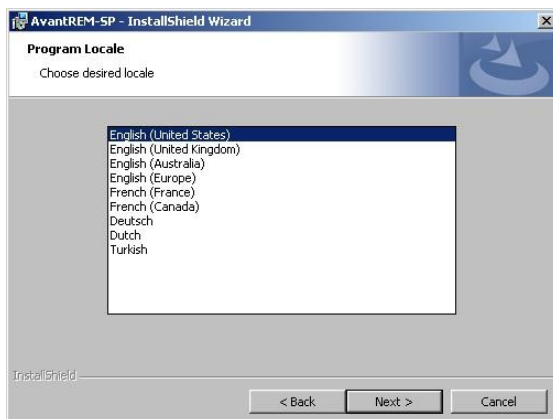 AvantREM-SP - InstallShield Wizard
Program Locale
Choose desired locale
English (United States)
English (United Kingdom)
English (Australia)
English (Europe)
French (France)
French (Canada)
Deutsch
Dutch
Turkish
InstallShield
< Back
Next >
Cancel